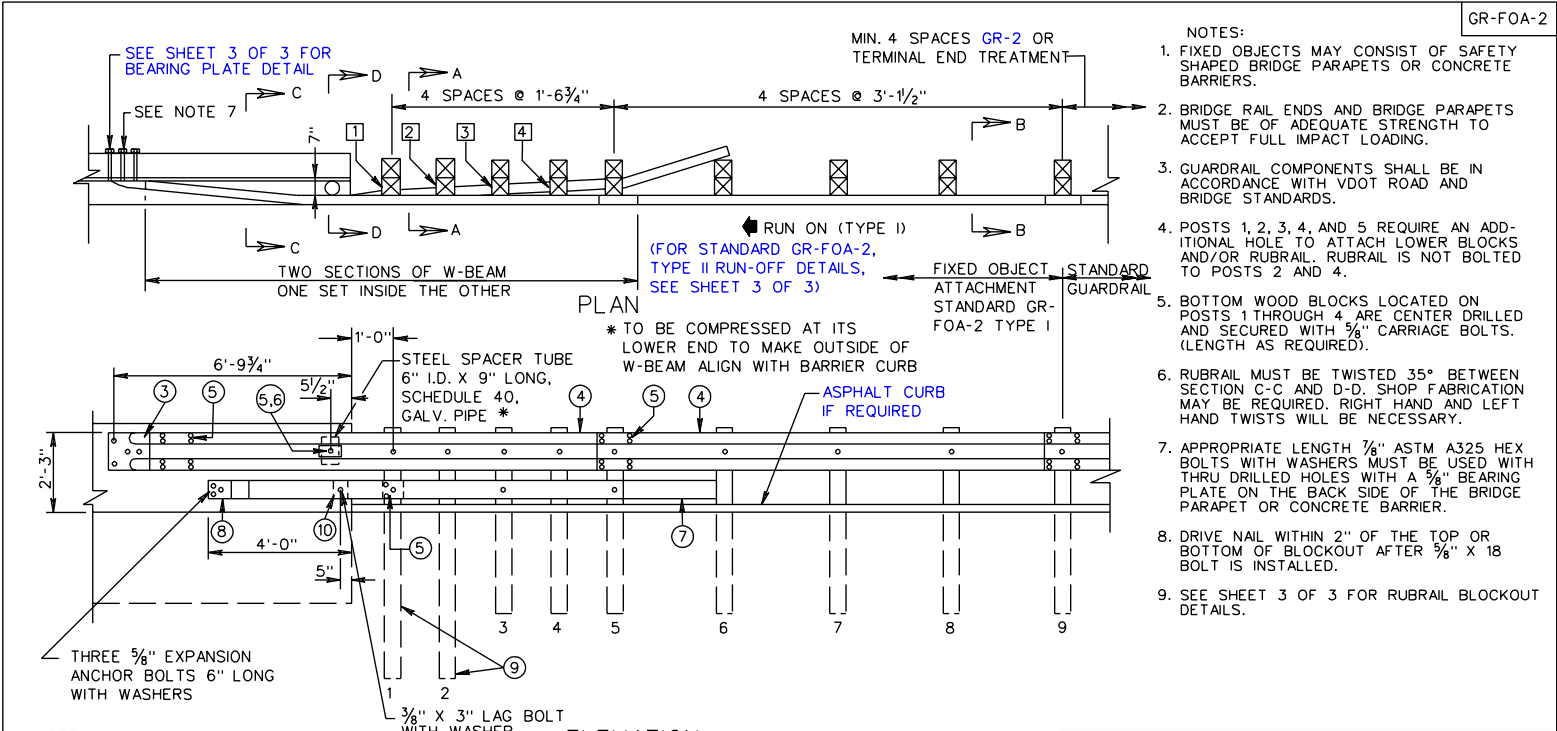 GR-FOA-2
SEE SHEET 3 OF 3 FOR
BEARING PLATE DETAIL
SEE NOTE 7
C
D
A
4 SPACES @ 1'-6¾"
4 SPACES @ 3'-1½"
MIN. 4 SPACES GR-2 OR
TERMINAL END TREATMENT
B
7"
1
2
3
4
C
D
A
B
RUN ON (TYPE I)
(FOR STANDARD GR-FOA-2,
TYPE II RUN-OFF DETAILS,
SEE SHEET 3 OF 3)
TWO SECTIONS OF W-BEAM
ONE SET INSIDE THE OTHER
FIXED OBJECT
ATTACHMENT
STANDARD GR-
FOA-2 TYPE I
STANDARD
GUARDRAIL
PLAN
* TO BE COMPRESSED AT ITS
LOWER END TO MAKE OUTSIDE OF
W-BEAM ALIGN WITH BARRIER CURB
1'-0"
6'-9¾"
5½"
STEEL SPACER TUBE
6" I.D. X 9" LONG,
SCHEDULE 40,
GALV. PIPE *
ASPHALT CURB
IF REQUIRED
3
5
5,6
4
5
4
2'-3"
8
10
5
7
4'-0"
5"
3
4
5
6
7
8
9
THREE ⅝" EXPANSION
ANCHOR BOLTS 6" LONG
WITH WASHERS
9
1
2
⅜" X 3" LAG BOLT
WITH WASHER
NOTES:
1. FIXED OBJECTS MAY CONSIST OF SAFETY
SHAPED BRIDGE PARAPETS OR CONCRETE
BARRIERS.
2. BRIDGE RAIL ENDS AND BRIDGE PARAPETS
MUST BE OF ADEQUATE STRENGTH TO
ACCEPT FULL IMPACT LOADING.
3. GUARDRAIL COMPONENTS SHALL BE IN
ACCORDANCE WITH VDOT ROAD AND
BRIDGE STANDARDS.
4. POSTS 1, 2, 3, 4, AND 5 REQUIRE AN ADD-
ITIONAL HOLE TO ATTACH LOWER BLOCKS
AND/OR RUBRAIL. RUBRAIL IS NOT BOLTED
TO POSTS 2 AND 4.
5. BOTTOM WOOD BLOCKS LOCATED ON
POSTS 1 THROUGH 4 ARE CENTER DRILLED
AND SECURED WITH ⅝" CARRIAGE BOLTS.
(LENGTH AS REQUIRED).
6. RUBRAIL MUST BE TWISTED 35° BETWEEN
SECTION C-C AND D-D. SHOP FABRICATION
MAY BE REQUIRED. RIGHT HAND AND LEFT
HAND TWISTS WILL BE NECESSARY.
7. APPROPRIATE LENGTH ⅞" ASTM A325 HEX
BOLTS WITH WASHERS MUST BE USED WITH
THRU DRILLED HOLES WITH A ⅝" BEARING
PLATE ON THE BACK SIDE OF THE BRIDGE
PARAPET OR CONCRETE BARRIER.
8. DRIVE NAIL WITHIN 2" OF THE TOP OR
BOTTOM OF BLOCKOUT AFTER ⅝" X 18
BOLT IS INSTALLED.
9. SEE SHEET 3 OF 3 FOR RUBRAIL BLOCKOUT
DETAILS.